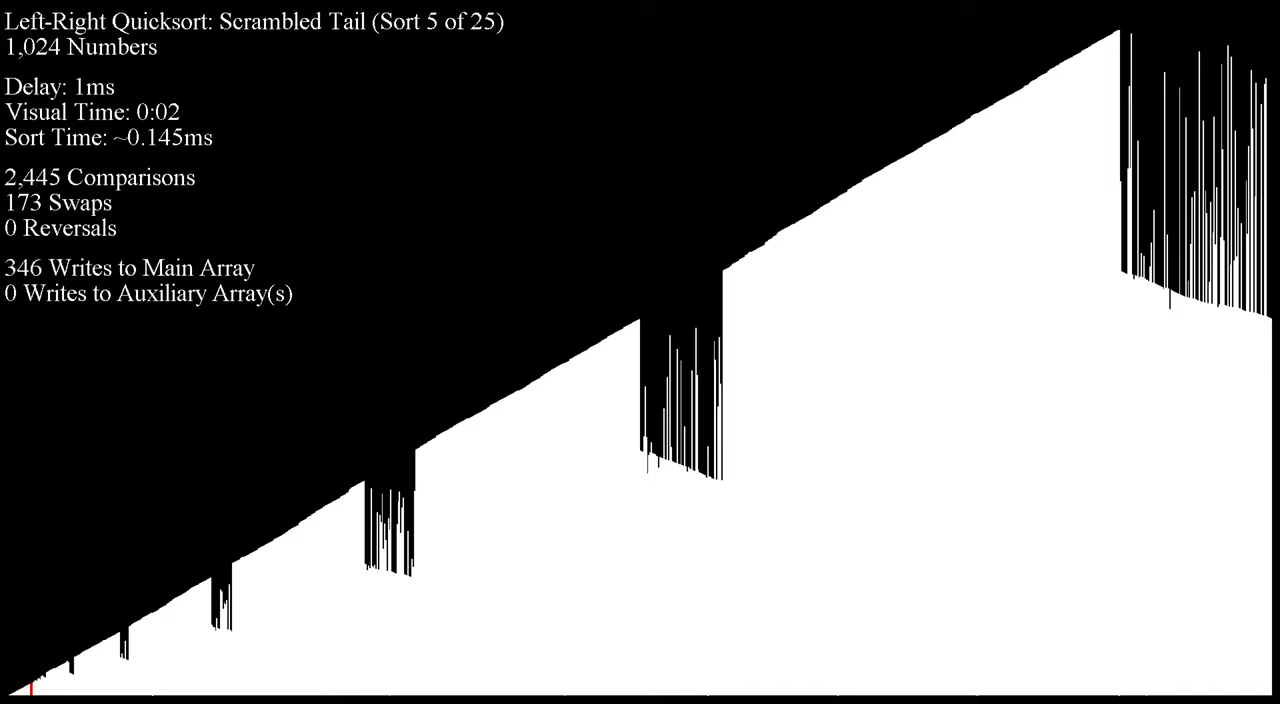 Left-Right Quicksort: Scrambled Tail (Sort 5 of 25)
1,024 Numbers
Delay: 1ms
Visual Time: 0:02
Sort Time: ~0.145ms
2,445 Comparisons
173 Swaps
0 Reversals
346 Writes to Main Array
0 Writes to Auxiliary Array(s)